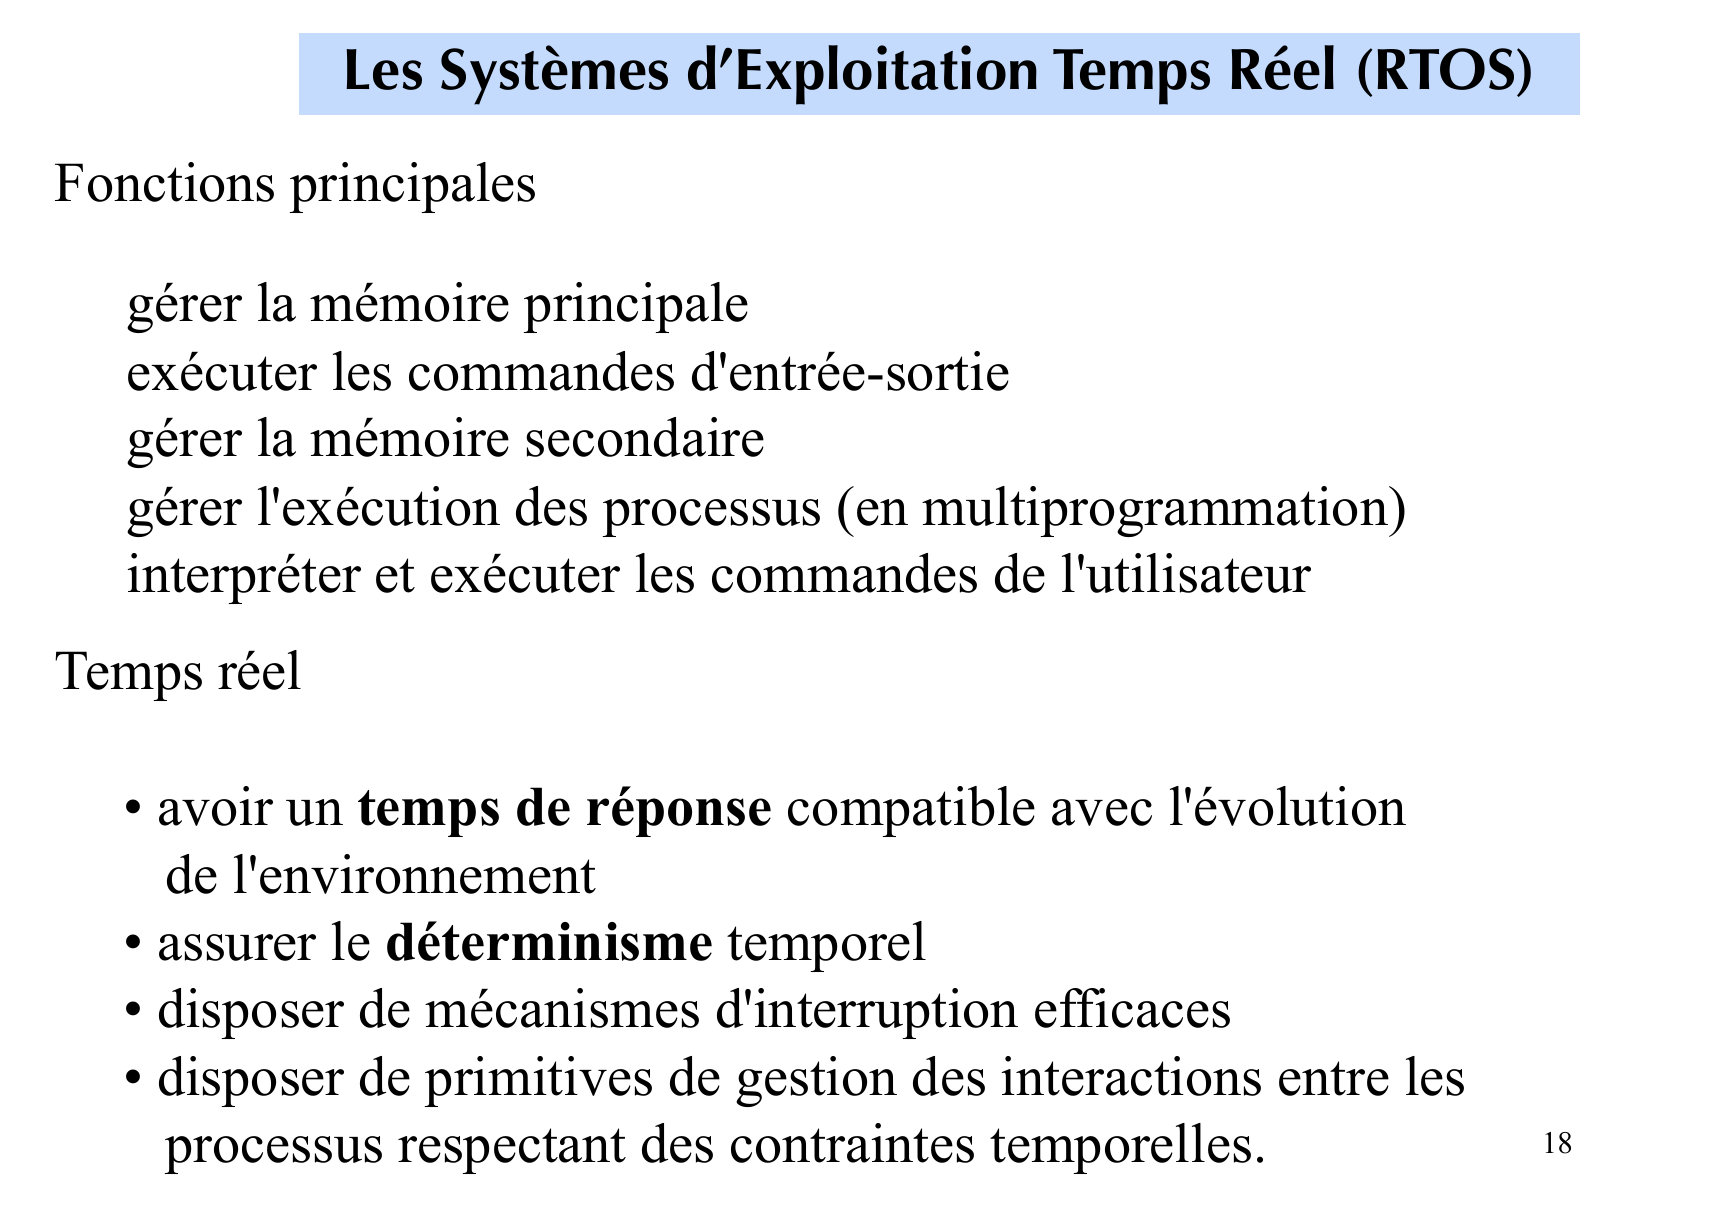 Les Systèmes d’Exploitation Temps Réel (RTOS)
Fonctions principales
gérer la mémoire principale
exécuter les commandes d'entrée-sortie
gérer la mémoire secondaire
gérer l'exécution des processus (en multiprogrammation)
interpréter et exécuter les commandes de l'utilisateur
Temps réel
• avoir un temps de réponse compatible avec l'évolution
de l'environnement
• assurer le déterminisme temporel
• disposer de mécanismes d'interruption efficaces
• disposer de primitives de gestion des interactions entre les
processus respectant des contraintes temporelles.
18